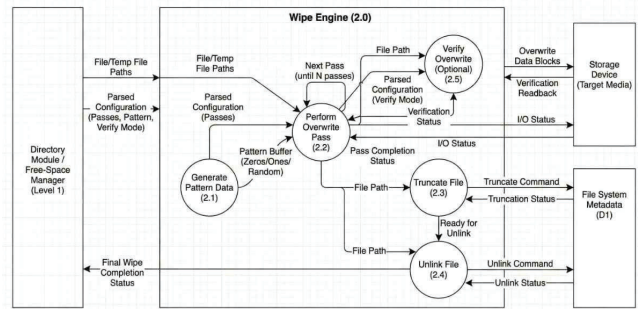 Wipe Engine (2.0)
File/Temp File
Paths
Parsed
Configuration
(Passes, Pattern,
Verify Mode)
Directory
Module /
Free-Space
Manager
(Level 1)
Final Wipe
Completion
Status
File/Temp
File Paths
Parsed
Configuration
(Passes)
Generate
Pattern Data
(2.1)
Pattern Buffer
(Zeros/Ones/
Random)
Next Pass
(until N passes)
Perform
Overwrite
Pass
(2.2)
File Path
Parsed
Configuration
(Verify Mode)
Verify
Overwrite
(Optional)
(2.5)
Verification
Status
Pass Completion
Status
File Path
Truncate File
(2.3)
Ready for
Unlink
File Path
Unlink File
(2.4)
Overwrite
Data Blocks
Verification
Readback
I/O Status
I/O Status
Storage
Device
(Target Media)
Truncate Command
Truncation Status
File System
Metadata
(D1)
Unlink Command
Unlink Status